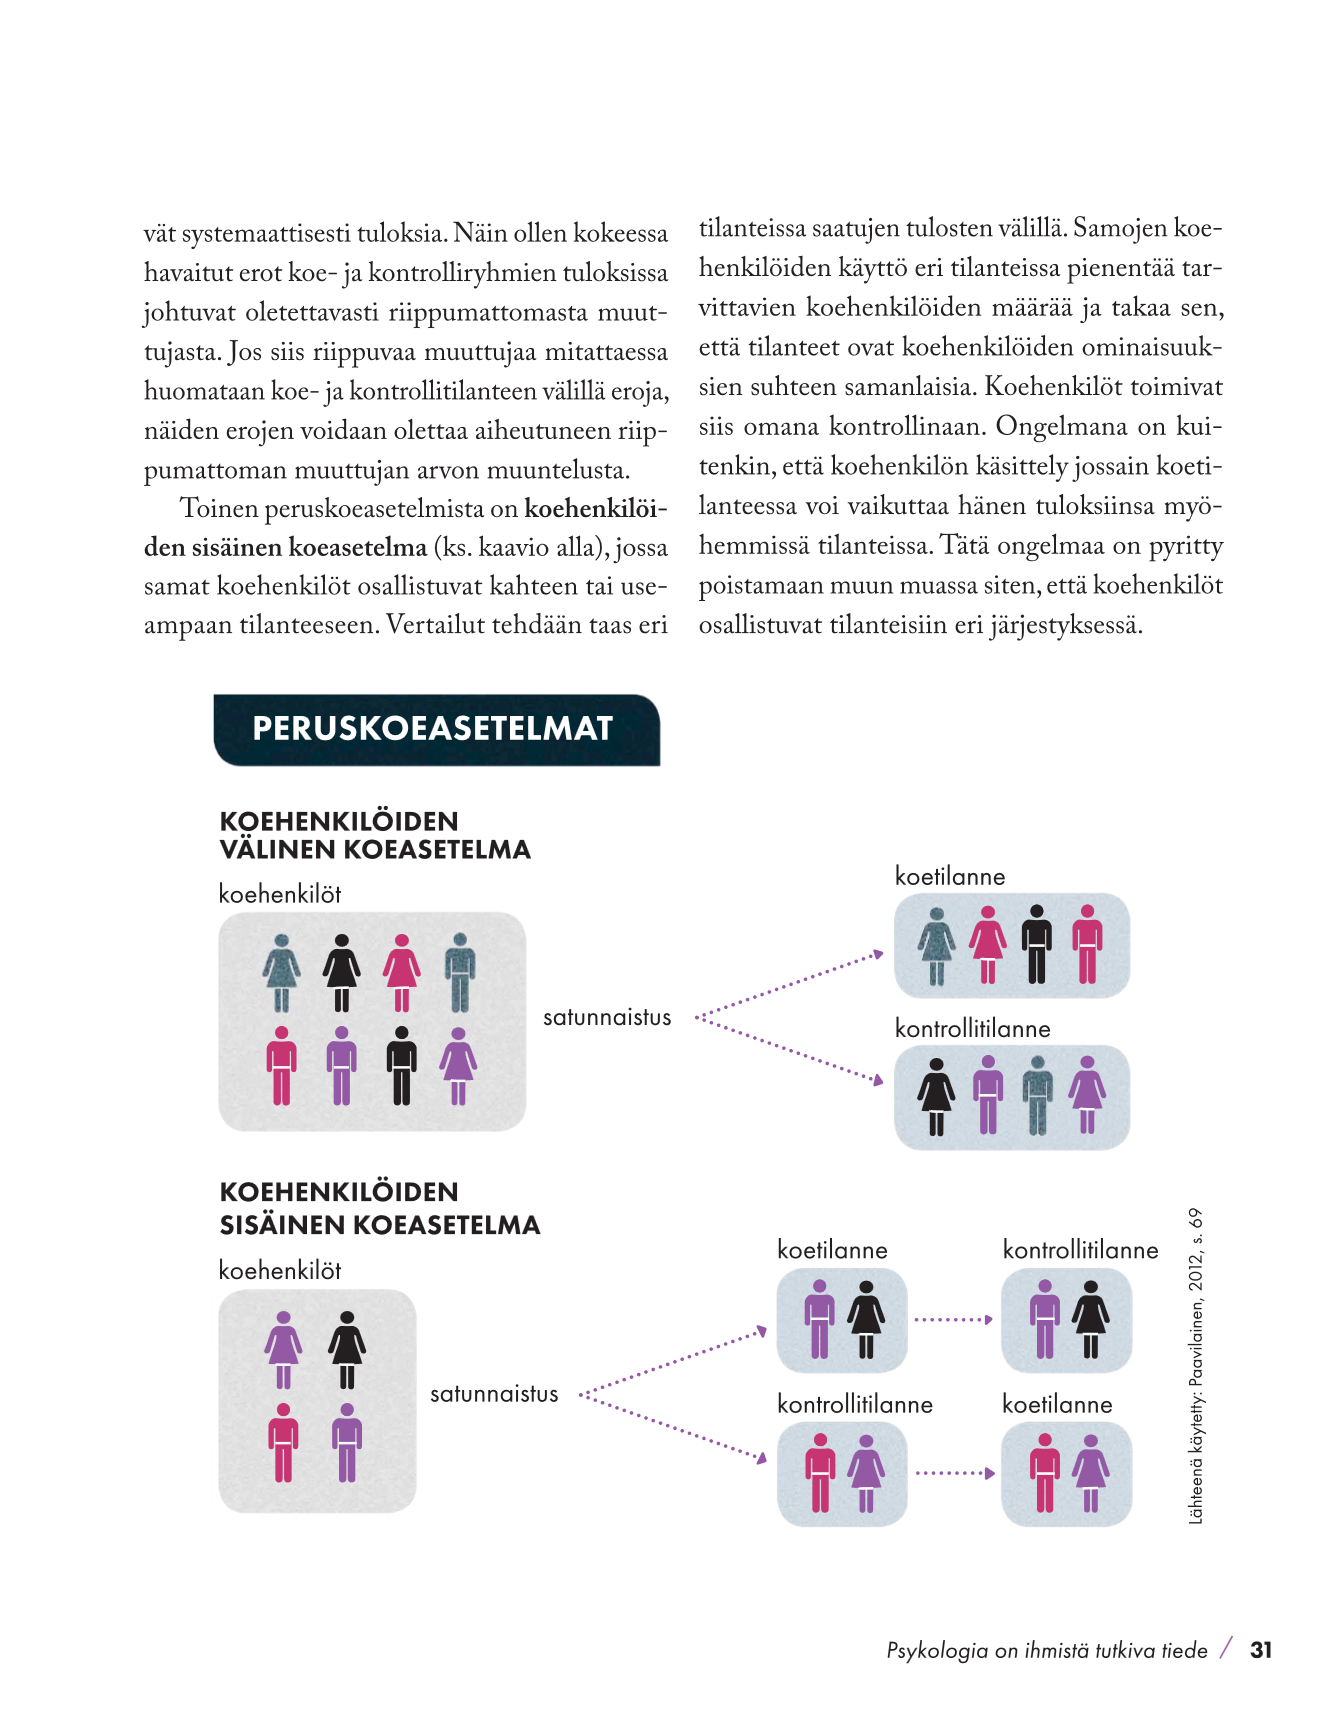 vät systemaattisesti tuloksia. Näin ollen kokeessa
havaitut erot koe- ja kontrolliryhmien tuloksissa
johtuvat oletettavasti riippumattomasta muut-
tujasta. Jos siis riippuvaa muuttujaa mitattaessa
huomataan koe- ja kontrollitilanteen välillä eroja,
näiden erojen voidaan olettaa aiheutuneen riip-
pumattoman muuttujan arvon muuntelusta.
Toinen peruskoeasetelmista on koehenkilöi-
den sisäinen koeasetelma (ks. kaavio alla), jossa
samat koehenkilöt osallistuvat kahteen tai use-
ampaan tilanteeseen. Vertailut tehdään taas eri
tilanteissa saatujen tulosten välillä. Samojen koe-
henkilöiden käyttö eri tilanteissa pienentää tar-
vittavien koehenkilöiden määrää ja takaa sen,
että tilanteet ovat koehenkilöiden ominaisuuk-
sien suhteen samanlaisia. Koehenkilöt toimivat
siis omana kontrollinaan. Ongelmana on kui-
tenkin, että koehenkilön käsittely jossain koeti-
lanteessa voi vaikuttaa hänen tuloksiinsa myö-
hemmissä tilanteissa. Tätä ongelmaa on pyritty
poistamaan muun muassa siten, että koehenkilöt
osallistuvat tilanteisiin eri järjestyksessä.
PERUSKOEASETELMAT
KOEHENKILÖIDEN
VÄLINEN KOEASETELMA
koehenkilöt
satunnaistus
koetilanne
kontrollitilanne
KOEHENKILÖIDEN
SISÄINEN KOEASETELMA
koehenkilöt
satunnaistus
koetilanne
kontrollitilanne
kontrollitilanne
koetilanne
Lähteenä käytetty: Paavilainen, 2012, s. 69
Psykologia on ihmistä tutkiva tiede / 31